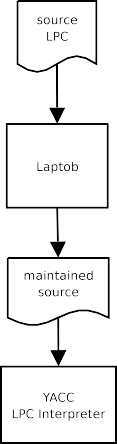 source
LPC
Laptob
maintained
source
YACC
LPC Interpreter